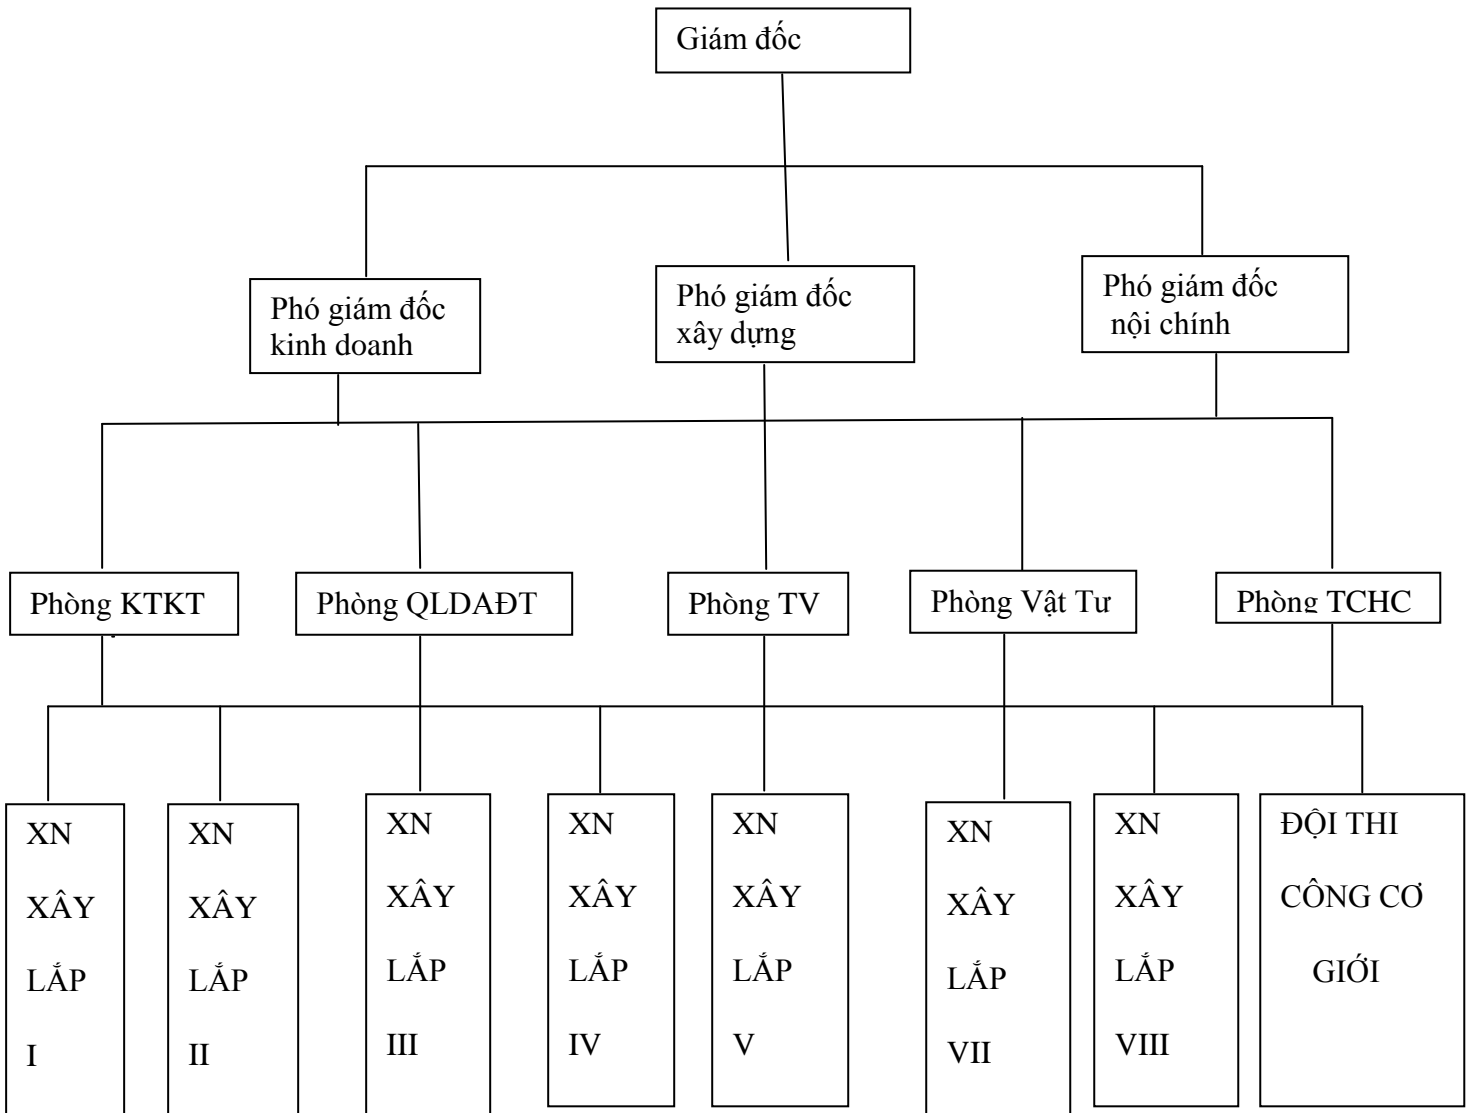 Giám đốc
Phó giám đốc
kinh doanh
Phó giám đốc
xây dựng
Phó giám đốc
nội chính
Phòng KTKT
Phòng QLDAĐT
Phòng TV
Phòng Vật Tư
Phòng TCHC
XN
XÂY
LẮP
I
XN
XÂY
LẮP
II
XN
XÂY
LẮP
III
XN
XÂY
LẮP
IV
XN
XÂY
LẮP
V
XN
XÂY
LẮP
VII
XN
XÂY
LẮP
VIII
ĐỘI THI
CÔNG CƠ
GIỚI